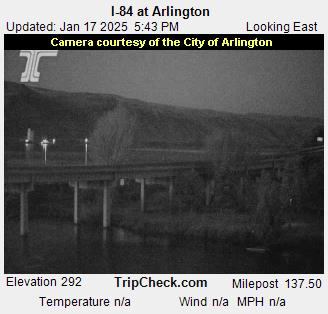 I-84 at Arlington
Updated: Jan 17 2025 5:43 PM Looking East
Camera courtesy of the City of Arlington
Elevation 292 TripCheck.com Milepost 137.50
Temperature n/a Wind n/a MPH n/a